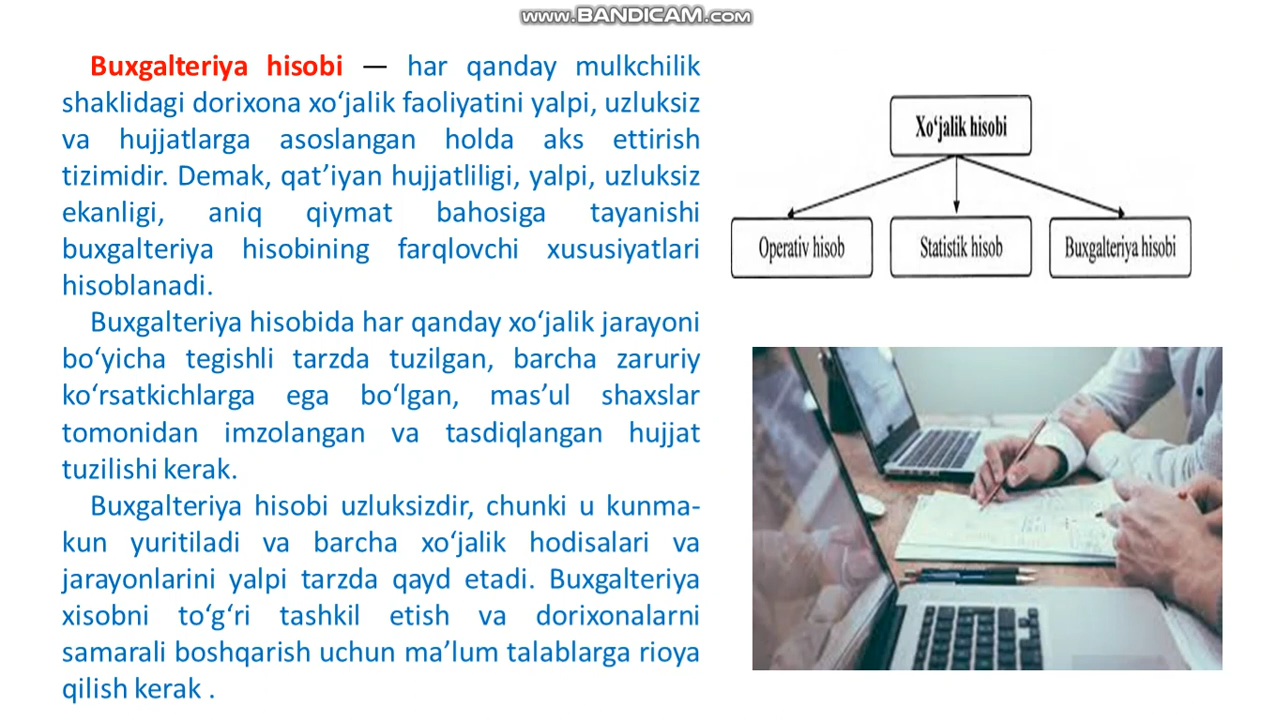 www.BANDICAM.com
Buxgalteriya hisobi — har qanday mulkchilik
shaklidagi dorixona xo‘jalik faoliyatini yalpi, uzluksiz
va hujjatlarga asoslangan holda aks ettirish
tizimidir. Demak, qat’iyan hujjatliligi, yalpi, uzluksiz
ekanligi, aniq qiymat bahosiga tayanishi
buxgalteriya hisobining farqlovchi xususiyatlari
hisoblanadi.
Buxgalteriya hisobida har qanday xo‘jalik jarayoni
bo‘yicha tegishli tarzda tuzilgan, barcha zaruriy
ko‘rsatkichlarga ega bo‘lgan, mas’ul shaxslar
tomonidan imzolangan va tasdiqlangan hujjat
tuzilishi kerak.
Buxgalteriya hisobi uzluksizdir, chunki u kunma-
kun yuritiladi va barcha xo‘jalik hodisalari va
jarayonlarini yalpi tarzda qayd etadi. Buxgalteriya
xisobni to‘g‘ri tashkil etish va dorixonalarni
samarali boshqarish uchun ma’lum talablarga rioya
qilish kerak .
Xo‘jalik hisobi
Operativ hisob
Statistik hisob
Buxgalteriya hisobi